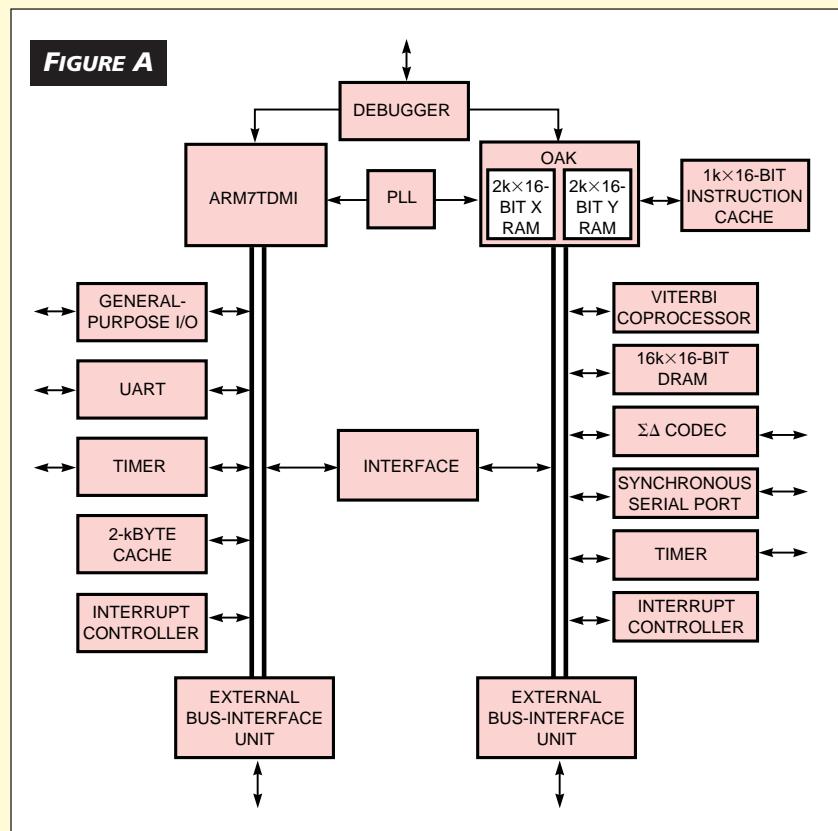 FIGURE A
DEBUGGER
ARM7TDMI
PLL
OAK
2k×16-
BIT X
RAM
2k×16-
BIT Y
RAM
1k×16-BIT
INSTRUCTION
CACHE
GENERAL-
PURPOSE I/O
UART
TIMER
2-kBYTE
CACHE
INTERRUPT
CONTROLLER
INTERFACE
VITERBI
COPROCESSOR
16k×16-BIT
DRAM
ΣΔ CODEC
SYNCHRONOUS
SERIAL PORT
TIMER
INTERRUPT
CONTROLLER
EXTERNAL
BUS-INTERFACE
UNIT
EXTERNAL
BUS-INTERFACE
UNIT